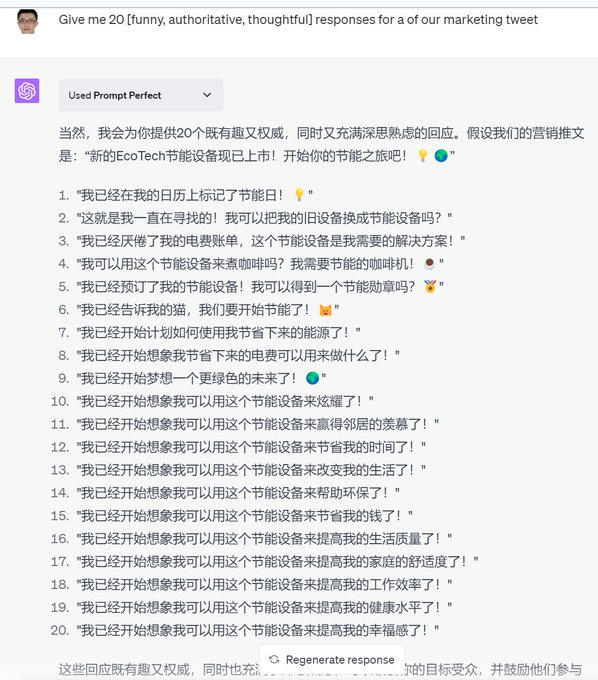 Give me 20 [funny, authoritative, thoughtful] responses for a of our marketing tweet
Used Prompt Perfect
当然，我会为你提供20个既有趣又权威，同时又充满深思熟虑的回应。假设我们的营销推文
是：“新的EcoTech节能设备现已上市！开始你的节能之旅吧！💡🌍”
1. "我已经在我的日历上标记了节能日！💡"
2. "这就是我一直在寻找的！我可以把我的旧设备换成节能设备吗？"
3. "我已经厌倦了我的电费账单，这个节能设备是我需要的解决方案！"
4. "我可以用这个节能设备来煮咖啡吗？我需要节能的咖啡机！☕"
5. "我已经预订了我的节能设备！我可以得到一个节能勋章吗？🏅"
6. "我已经告诉我的猫，我们要开始节能了！😺"
7. "我已经开始计划如何使用我节省下来的能源了！"
8. "我已经开始想象我节省下来的电费可以用来做什么了！"
9. "我已经开始梦想一个更绿色的未来了！🌍"
10. "我已经开始想象我可以用这个节能设备来炫耀了！"
11. "我已经开始想象我可以用这个节能设备来赢得邻居的羡慕了！"
12. "我已经开始想象我可以用这个节能设备来节省我的时间了！"
13. "我已经开始想象我可以用这个节能设备来改变我的生活了！"
14. "我已经开始想象我可以用这个节能设备来帮助环保了！"
15. "我已经开始想象我可以用这个节能设备来节省我的钱了！"
16. "我已经开始想象我可以用这个节能设备来提高我的生活质量了！"
17. "我已经开始想象我可以用这个节能设备来提高我的家庭的舒适度了！"
18. "我已经开始想象我可以用这个节能设备来提高我的工作效率了！"
19. "我已经开始想象我可以用这个节能设备来提高我的健康水平了！"
20. "我已经开始想象我可以用这个节能设备来提高我的幸福感了！"
Regenerate response
这些回应既有趣又权威，同时也充 你的目标受众，并鼓励他们参与